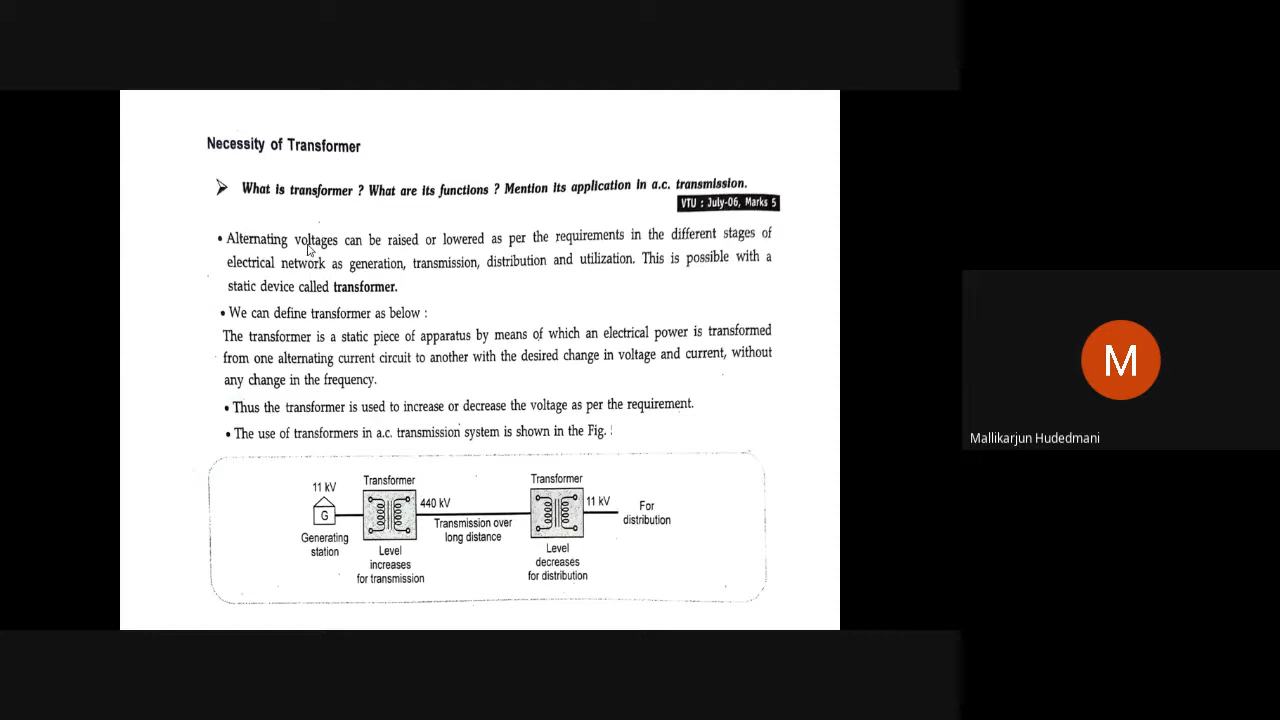 Necessity of Transformer
What is transformer ? What are its functions ? Mention its application in a.c. transmission.
VTU : July-06, Marks 5
• Alternating voltages can be raised or lowered as per the requirements in the different stages of
electrical network as generation, transmission, distribution and utilization. This is possible with a
static device called transformer.
• We can define transformer as below :
The transformer is a static piece of apparatus by means of which an electrical power is transformed
from one alternating current circuit to another with the desired change in voltage and current, without
any change in the frequency.
• Thus the transformer is used to increase or decrease the voltage as per the requirement.
• The use of transformers in a.c. transmission system is shown in the Fig.
11 kV
G
Generating
station
Transformer
Level
increases
for transmission
440 kV
Transmission over
long distance
Transformer
Level
decreases
for distribution
11 kV
For
distribution
M
Mallikarjun Hudedmani